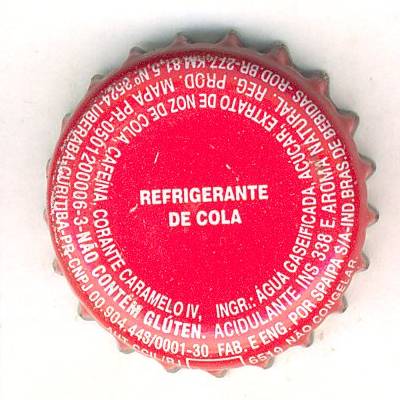 REFRIGERANTE
DE COLA
INGR.: ÁGUA GASEIFICADA, AÇÚCAR, EXTRATO DE NOZ DE COLA, CAFEÍNA, CORANTE CARAMELO IV,
ACIDULANTE INS 338 E AROMA NATURAL. REG. PROD. MAPA PR-05012 00006-3. NÃO CONTÉM GLÚTEN.
FAB. E ENG. POR SPAIPA S/A-IND.BRAS.DE BEBIDAS-ROD.BR-277, KM 81,5 Nº 3524-UBERABA-CURITIBA-PR-CNPJ 00.904.448/0001-30
6519 NÃO CONGELAR.